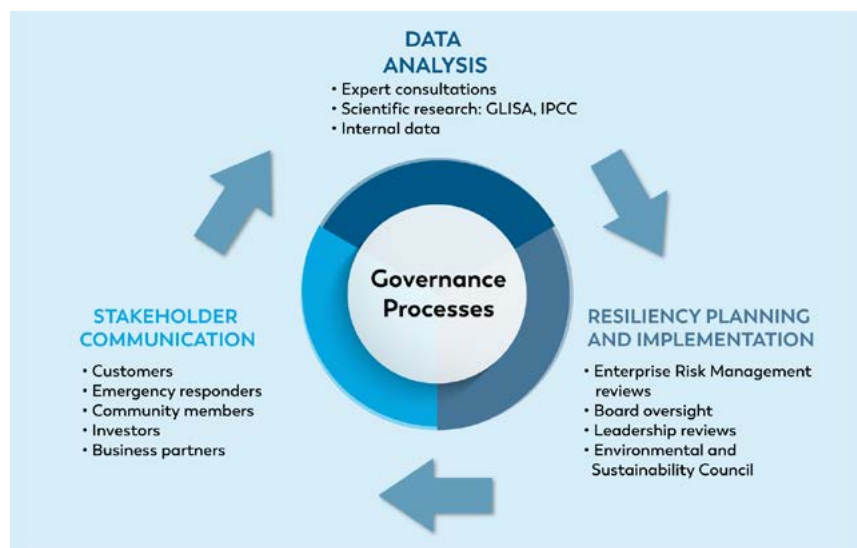 DATA
ANALYSIS
• Expert consultations
• Scientific research: GLISA, IPCC
• Internal data
Governance
Processes
STAKEHOLDER
COMMUNICATION
• Customers
• Emergency responders
• Community members
• Investors
• Business partners
RESILIENCY PLANNING
AND IMPLEMENTATION
• Enterprise Risk Management
reviews
• Board oversight
• Leadership reviews
• Environmental and
Sustainability Council